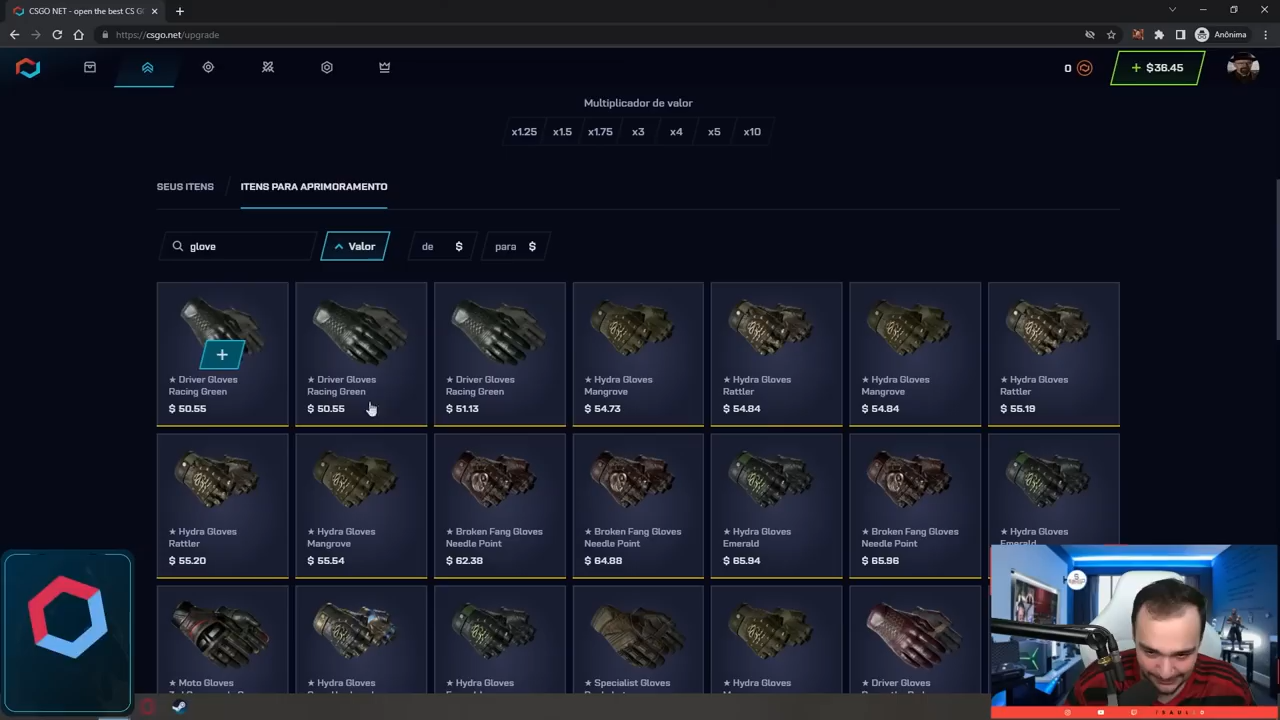 CSGO NET - open the best CS G
https://csgo.net/upgrade
Anônima
0
+ $36.45
Multiplicador de valor
x1.25 x1.5 x1.75 x3 x4 x5 x10
SEUS ITENS / ITENS PARA APRIMORAMENTO
glove
Valor
de $
para $
★ Driver Gloves
Racing Green
$ 50.55
★ Driver Gloves
Racing Green
$ 50.55
★ Driver Gloves
Racing Green
$ 51.13
★ Hydra Gloves
Mangrove
$ 54.73
★ Hydra Gloves
Rattler
$ 54.84
★ Hydra Gloves
Mangrove
$ 54.84
★ Hydra Gloves
Rattler
$ 55.19
★ Hydra Gloves
Rattler
$ 55.20
★ Hydra Gloves
Mangrove
$ 55.54
★ Broken Fang Gloves
Needle Point
$ 62.38
★ Broken Fang Gloves
Needle Point
$ 64.88
★ Hydra Gloves
Emerald
$ 65.94
★ Broken Fang Gloves
Needle Point
$ 65.96
★ Hydra Gloves
★ Moto Gloves
★ Hydra Gloves
★ Hydra Gloves
★ Specialist Gloves
★ Hydra Gloves
★ Driver Gloves